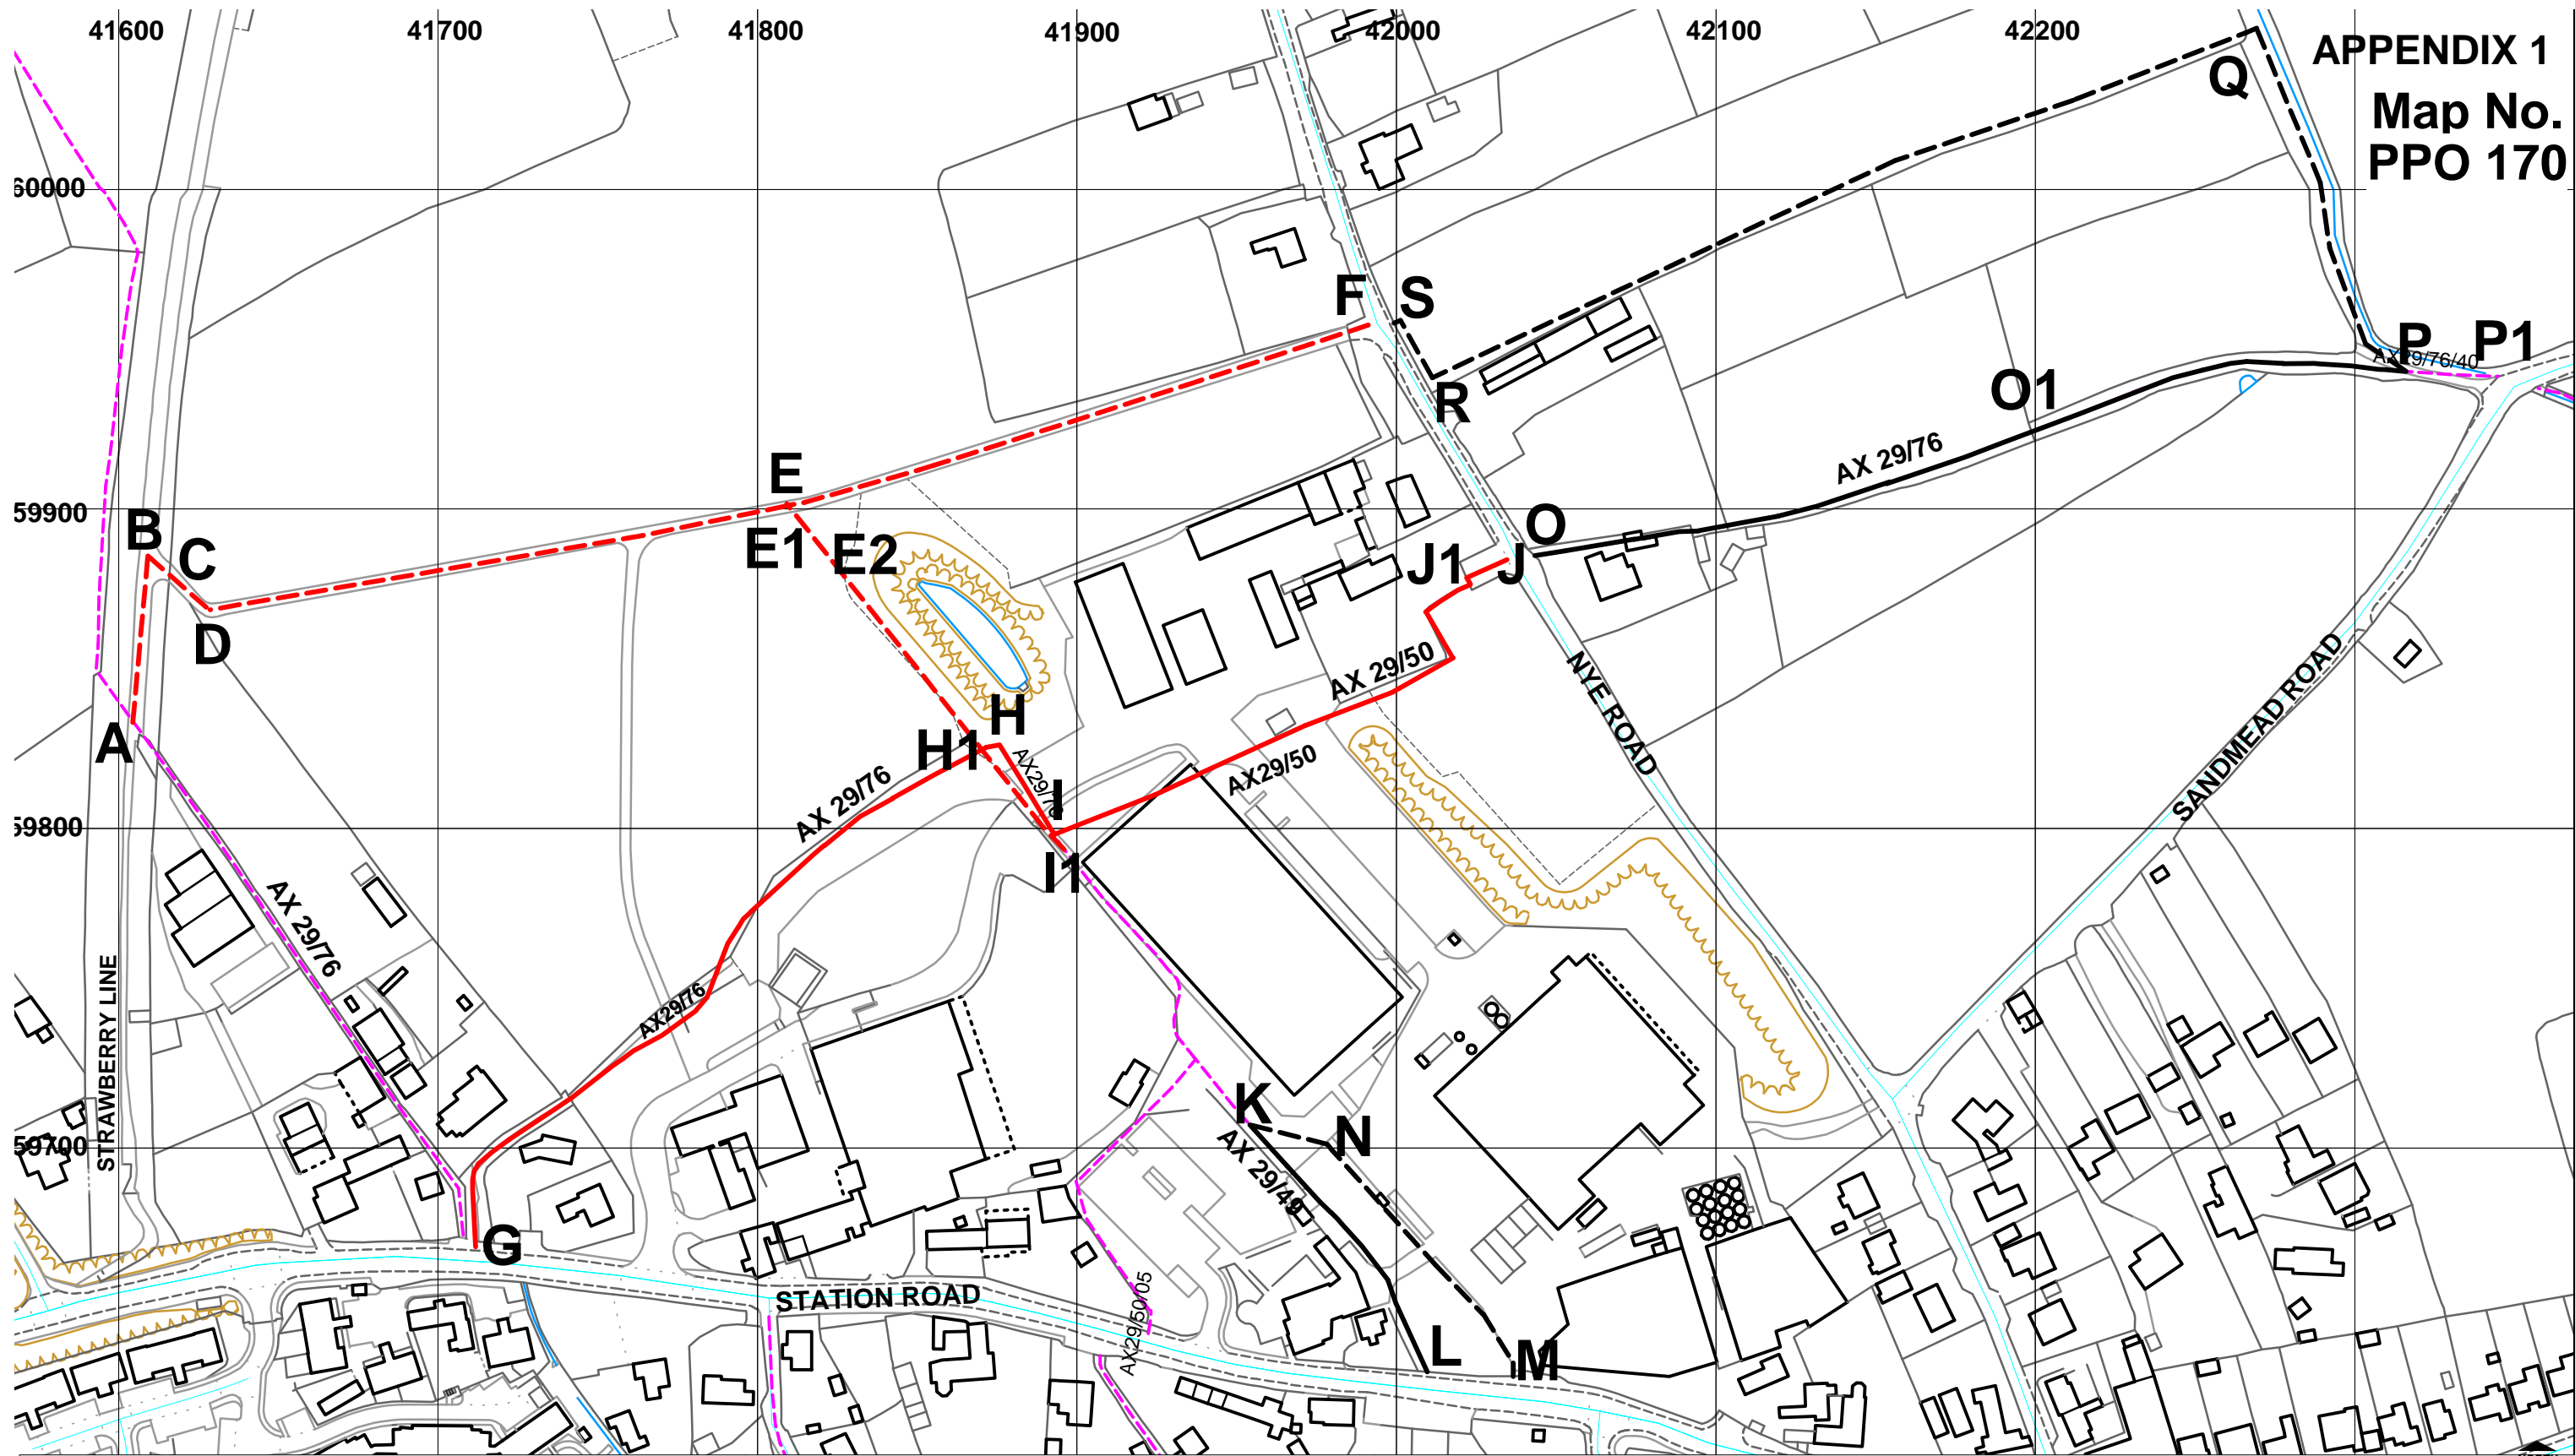 41600 41700 41800 41900 42000 42100 42200
APPENDIX 1
Map No.
PPO 170
Q
60000
F S
P P1
AX29/76/40
R
O1
AX 29/76
E
59900
B
C
E1 E2
O
J1 J
D
AX 29/50
NYE ROAD
H
H1
A
AX29/76
AX29/50
I
AX 29/76
59800
I1
SANDMEAD ROAD
AX 29/76
STRAWBERRY LINE
AX29/76
K
N
59700
AX 29/49
G
STATION ROAD
AX29/50/05
L
M